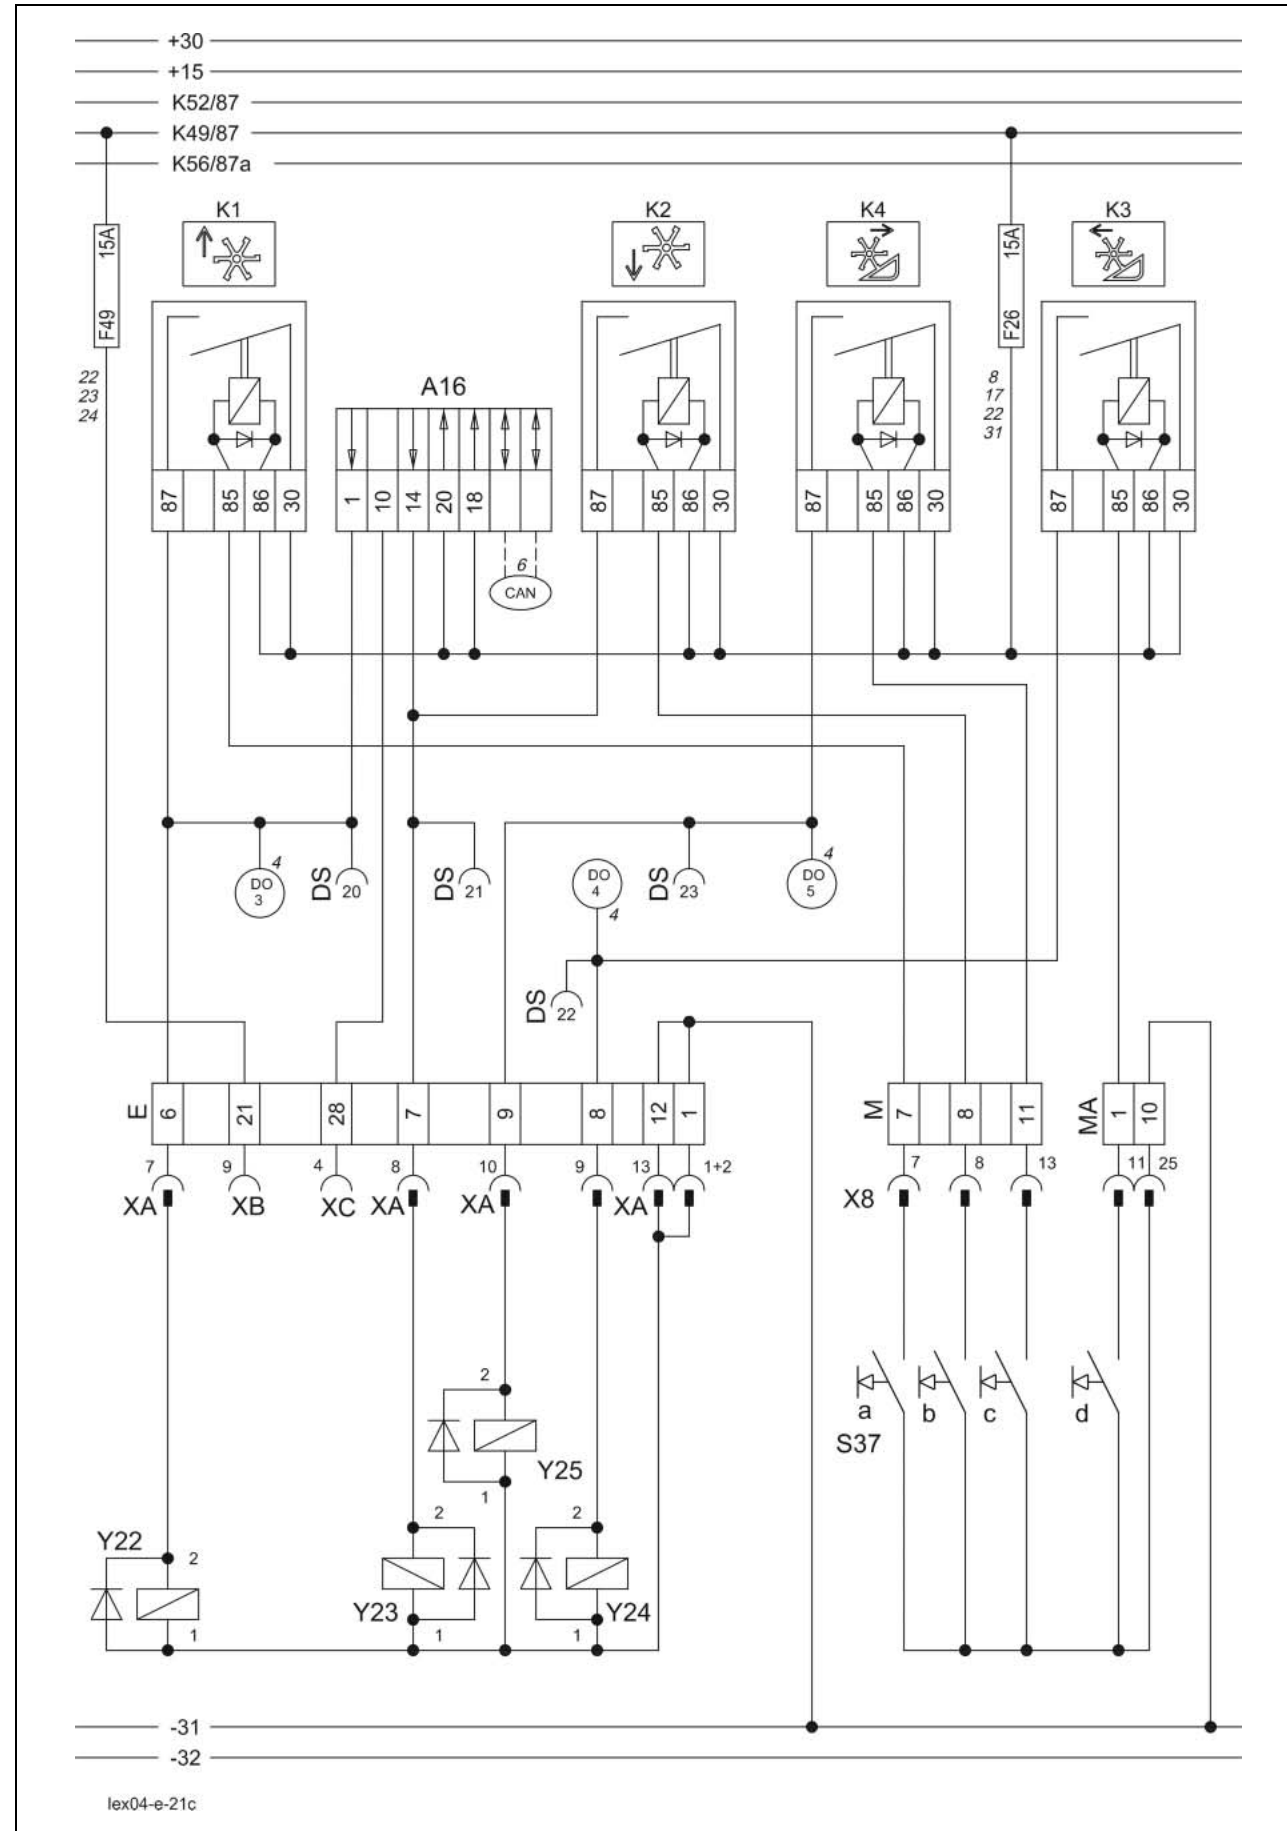 +30
+15
K52/87
K49/87
K56/87a
K1 K2 K4 K3
15A F49
15A F26
22
23
24
8
17
22
31
A16
87 85 86 30
1 10 14 20 18
87 85 86 30
87 85 86 30
87 85 86 30
6
CAN
4
DO
3
DS
20
DS
21
DO
4
4
DS
23
4
DO
5
DS
22
E 6 21 28 7 9 8 12 1
M 7 8 11
MA 1 10
7 9 4 8 10 9 13 1+2
7 8 13 11 25
XA XB XC XA XA XA
X8
2
Y25
1
a b c d
S37
2
2
Y22
2
Y23
Y24
1
1
1
-31
-32
lex04-e-21c